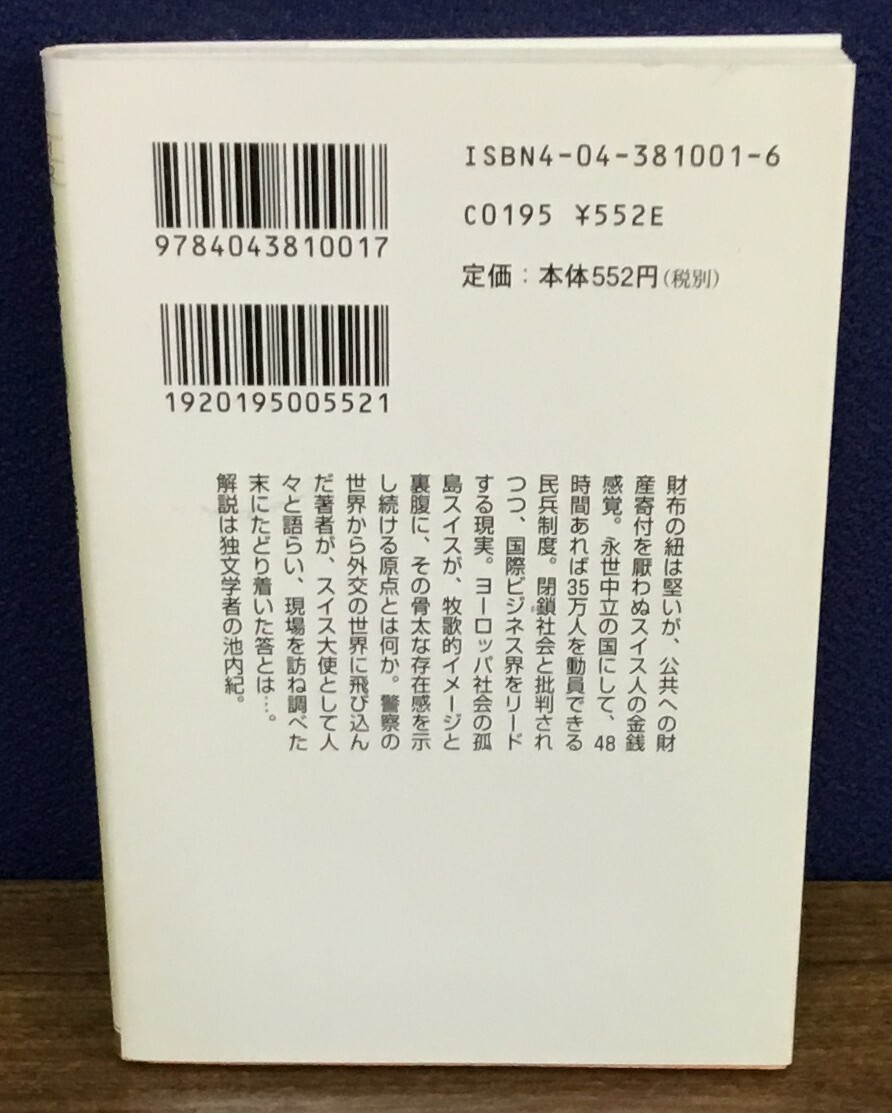 ISBN4-04-381001-6
C0195 ¥552E
定価：本体552円(税別)
9784043810017
1920195005521
財布の紐は堅いが、公共への財
産寄付を厭わぬスイス人の金銭
感覚。永世中立の国にして、48
時間あれば35万人を動員できる
民兵制度。閉鎖社会と批判され
つつ、国際ビジネス界をリード
する現実。ヨーロッパ社会の孤
島スイスが、牧歌的イメージと
裏腹に、その骨太な存在感を示
し続ける原点とは何か。警察の
世界から外交の世界に飛び込ん
だ著者が、スイス大使として人
々と語らい、現場を訪ね調べた
末にたどり着いた答とは…。
解説は独文学者の池内紀。